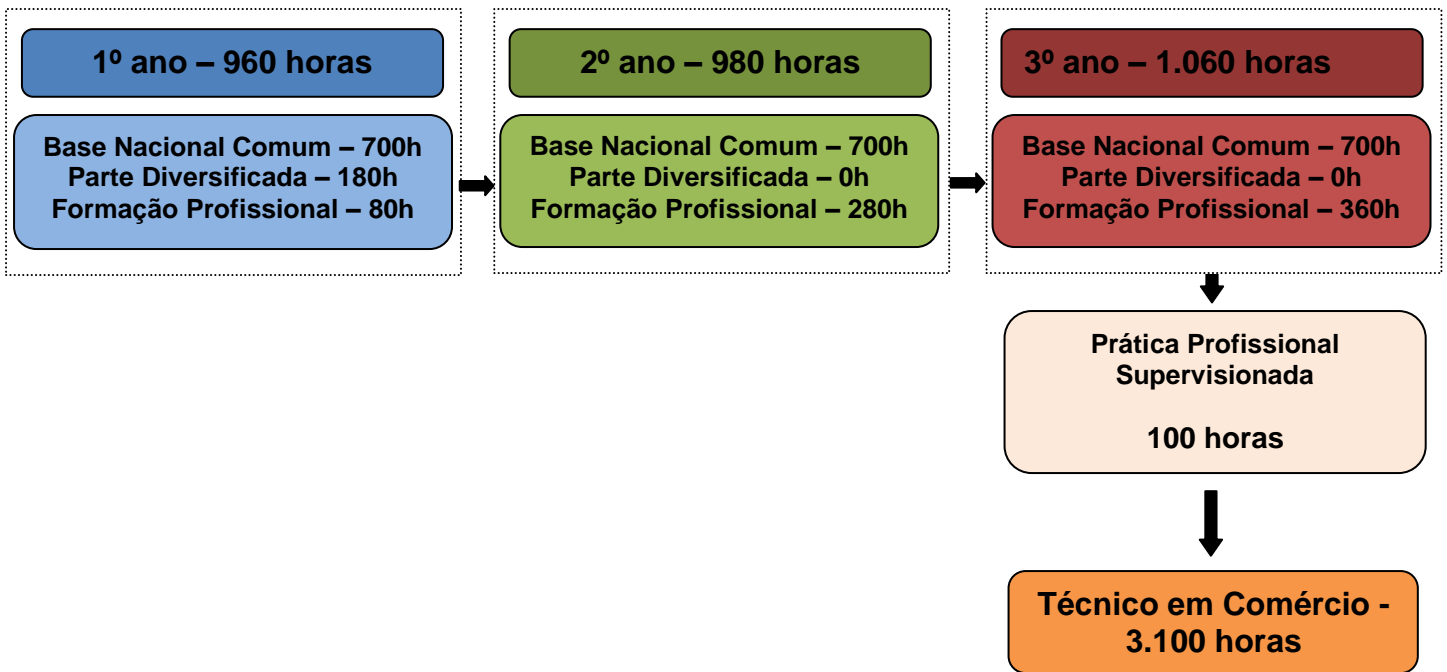 1º ano – 960 horas
Base Nacional Comum – 700h
Parte Diversificada – 180h
Formação Profissional – 80h
2º ano – 980 horas
Base Nacional Comum – 700h
Parte Diversificada – 0h
Formação Profissional – 280h
3º ano – 1.060 horas
Base Nacional Comum – 700h
Parte Diversificada – 0h
Formação Profissional – 360h
Prática Profissional
Supervisionada
100 horas
Técnico em Comércio -
3.100 horas